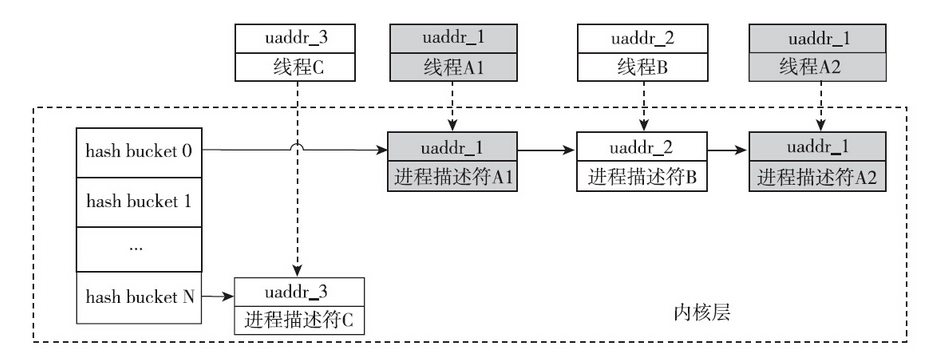 uaddr_3
线程C
uaddr_1
线程A1
uaddr_2
线程B
uaddr_1
线程A2
hash bucket 0
hash bucket 1
...
hash bucket N
uaddr_1
进程描述符A1
uaddr_2
进程描述符B
uaddr_1
进程描述符A2
uaddr_3
进程描述符C
内核层